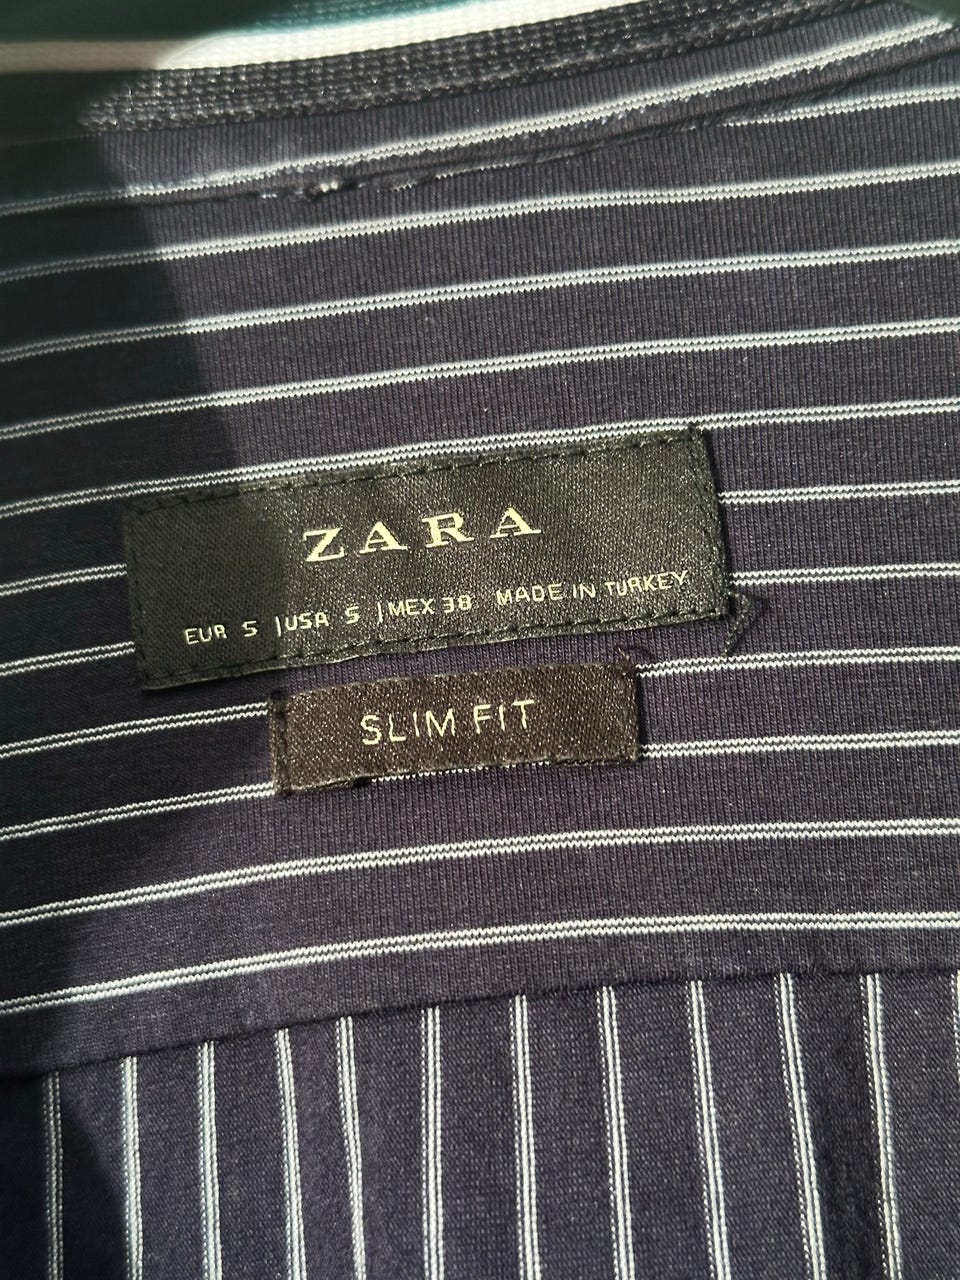 ZARA
EUR S | USA S | MEX 38 MADE IN TURKEY
SLIM FIT